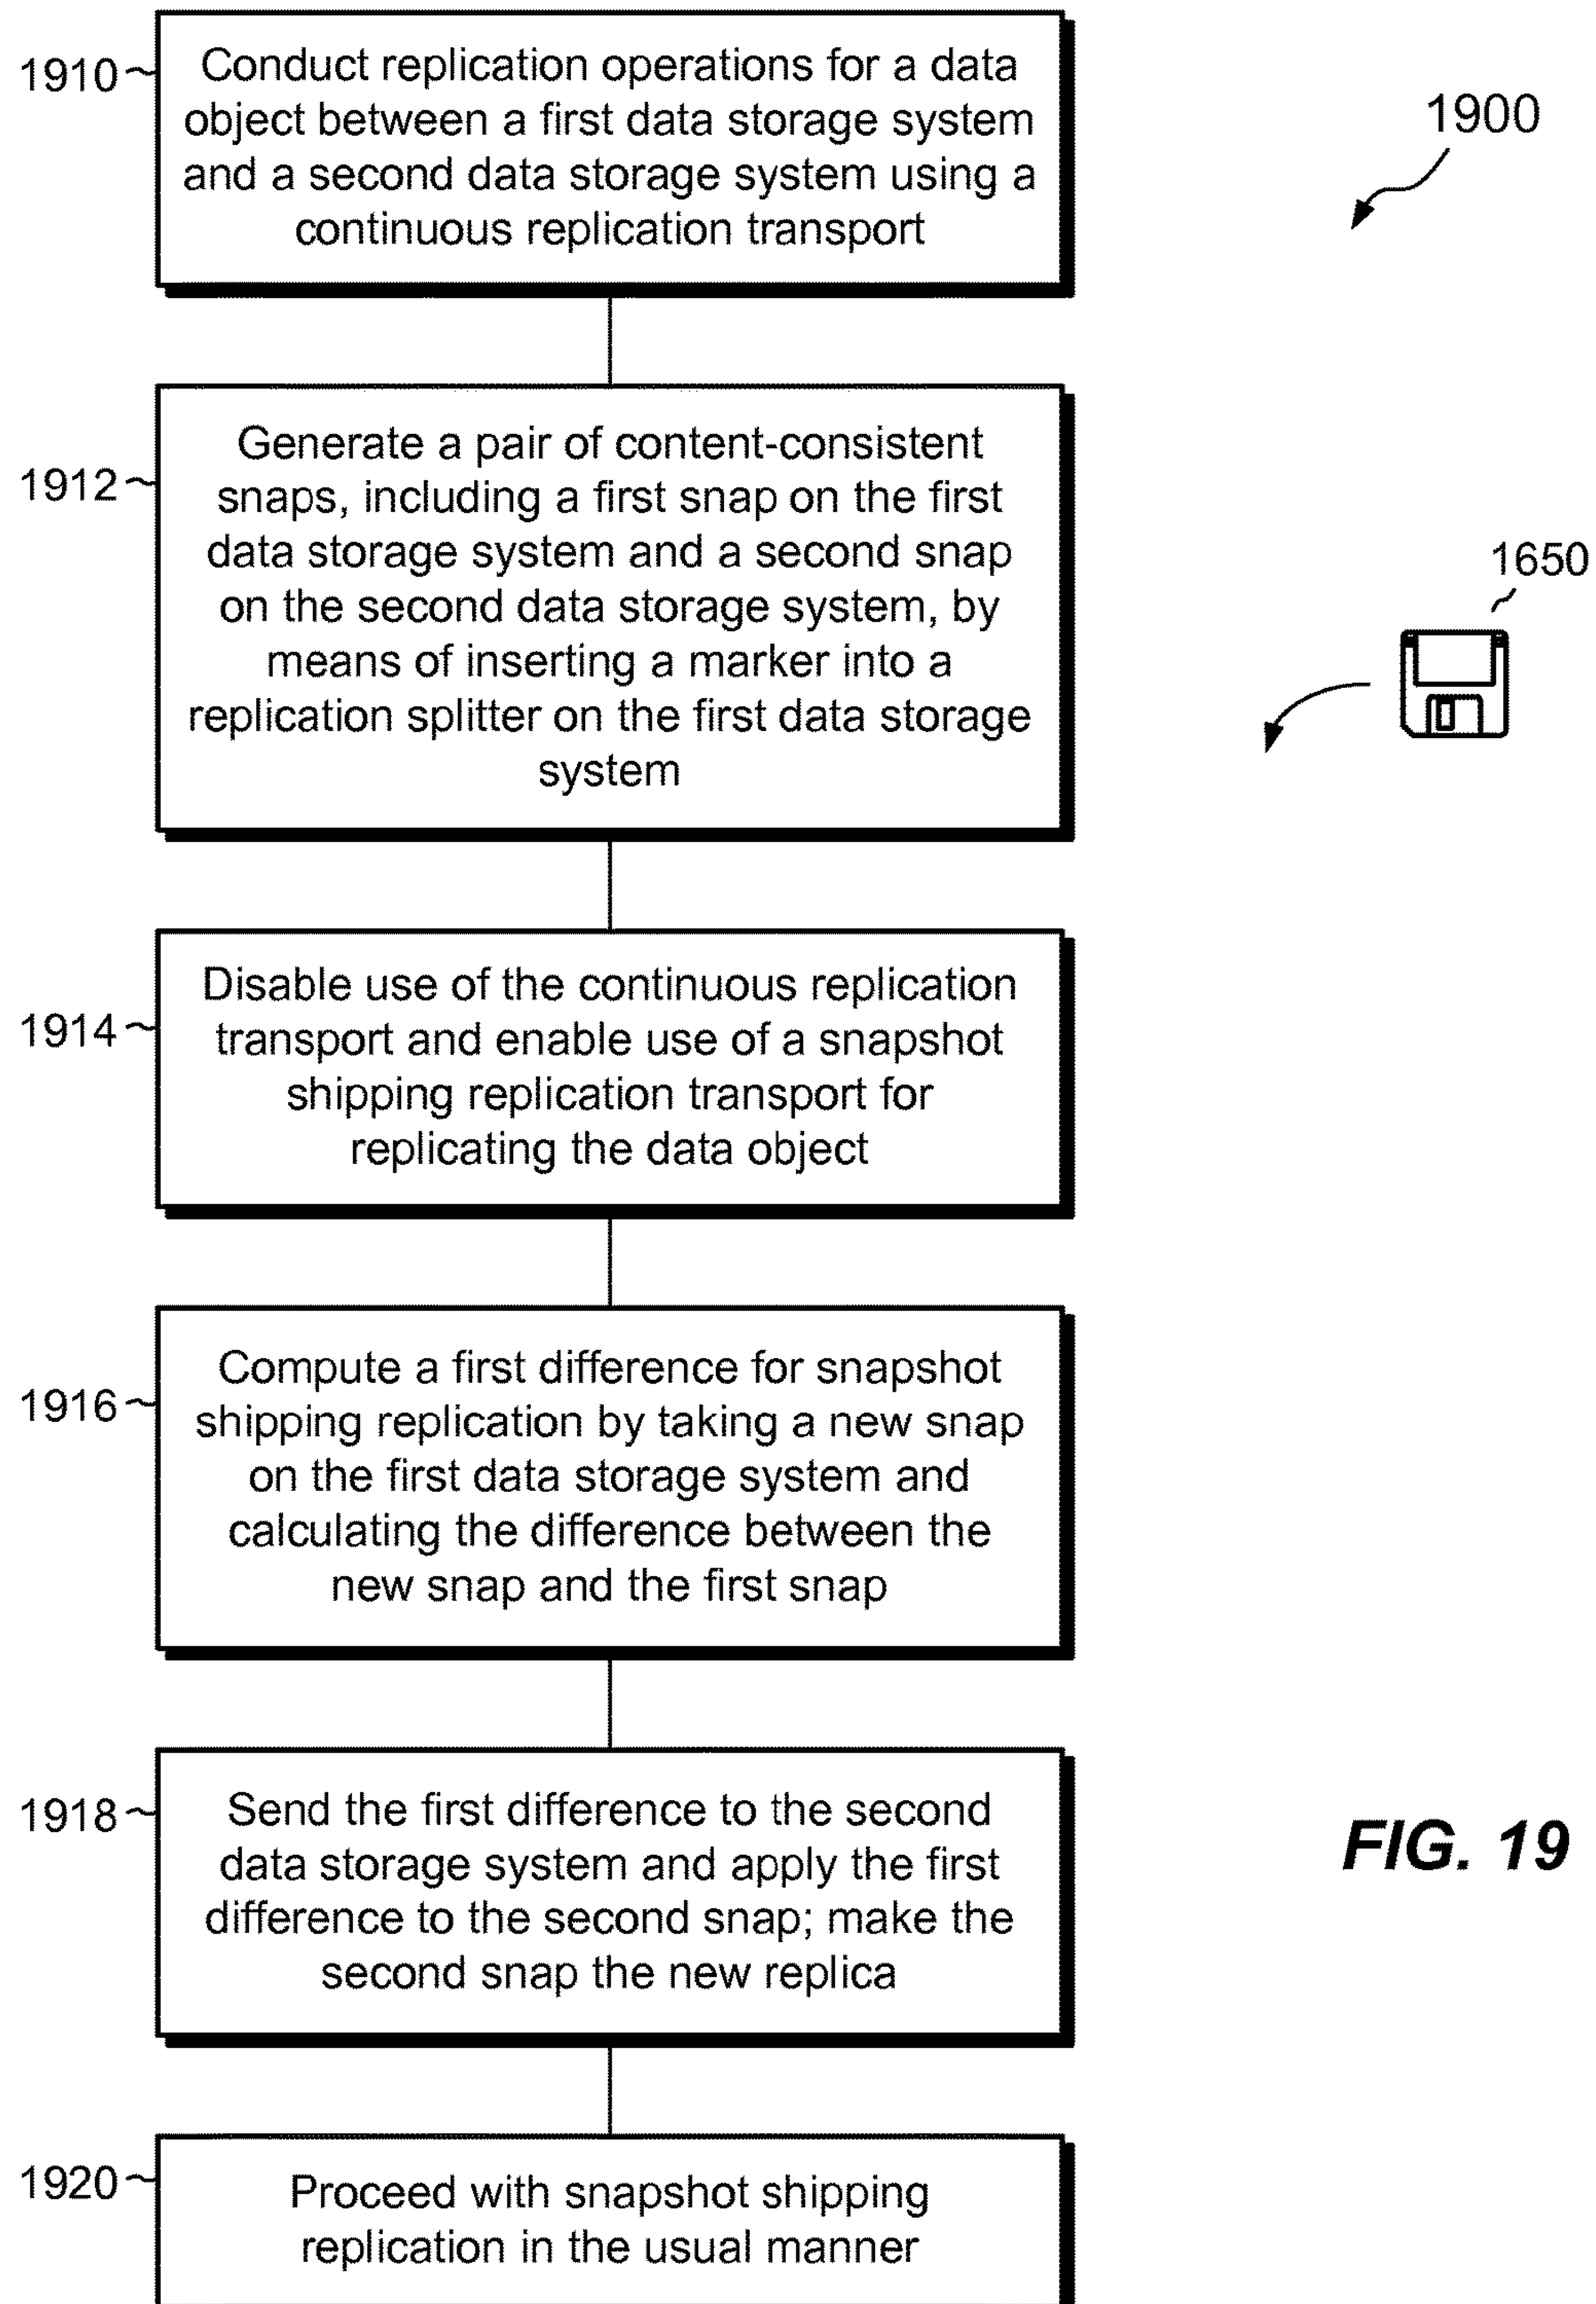 1910
Conduct replication operations for a data
object between a first data storage system
and a second data storage system using a
continuous replication transport
1900
1912
Generate a pair of content-consistent
snaps, including a first snap on the first
data storage system and a second snap
on the second data storage system, by
means of inserting a marker into a
replication splitter on the first data storage
system
1650
1914
Disable use of the continuous replication
transport and enable use of a snapshot
shipping replication transport for
replicating the data object
1916
Compute a first difference for snapshot
shipping replication by taking a new snap
on the first data storage system and
calculating the difference between the
new snap and the first snap
1918
Send the first difference to the second
data storage system and apply the first
difference to the second snap; make the
second snap the new replica
FIG. 19
1920
Proceed with snapshot shipping
replication in the usual manner